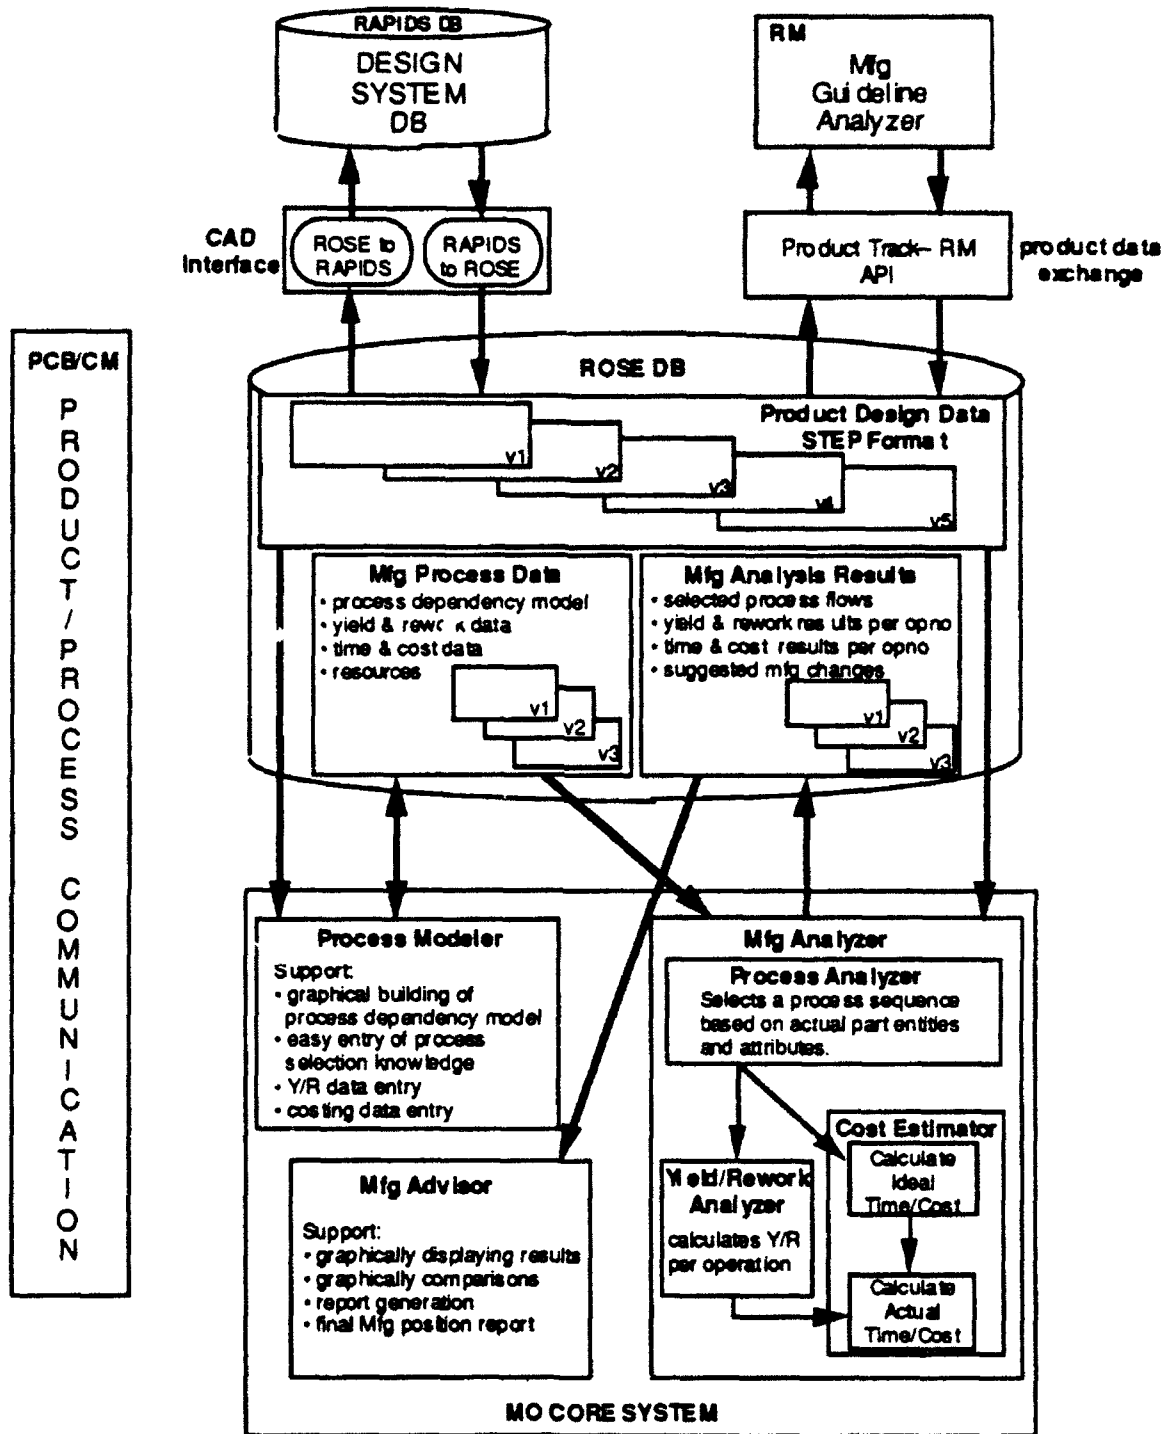 RAPIDS DB
DESIGN
SYSTEM
DB
RM
Mfg
Guideline
Analyzer
CAD
Interface
ROSE to
RAPIDS
RAPIDS
to ROSE
Product Track- RM
API
product data
exchange
PCB/CM
PRODUCT/PROCESS COMMUNICATION
ROSE DB
Product Design Data
STEP Format
v1
v2
v3
v4
v5
Mfg Process Data
• process dependency model
• yield & rework data
• time & cost data
• resources
v1
v2
v3
Mfg Analysis Results
• selected process flows
• yield & rework results per opno
• time & cost results per opno
• suggested mfg changes
v1
v2
v3
Process Modeler
Support:
• graphical building of
process dependency model
• easy entry of process
selection knowledge
• Y/R data entry
• costing data entry
Mfg Advisor
Support:
• graphically displaying results
• graphically comparisons
• report generation
• final Mfg position report
Mfg Analyzer
Process Analyzer
Selects a process sequence
based on actual part entities
and attributes.
Yield/Rework
Analyzer
calculates Y/R
per operation
Cost Estimator
Calculate
Ideal
Time/Cost
Calculate
Actual
Time/Cost
MO CORE SYSTEM